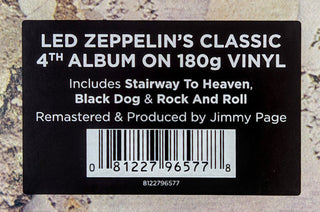 LED ZEPPELIN'S CLASSIC
4TH ALBUM ON 180g VINYL
Includes Stairway To Heaven,
Black Dog & Rock And Roll
Remastered & Produced by Jimmy Page
0 81227 96577 8
8122796577